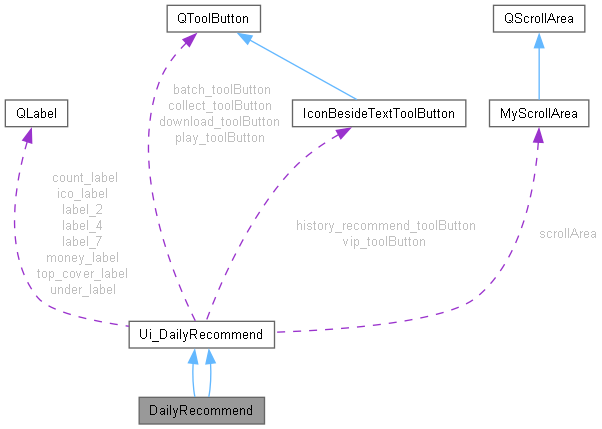 QToolButton
QScrollArea
batch_toolButton
collect_toolButton
download_toolButton
play_toolButton
QLabel
IconBesideTextToolButton
MyScrollArea
count_label
ico_label
label_2
label_4
label_7
money_label
top_cover_label
under_label
history_recommend_toolButton
vip_toolButton
scrollArea
Ui_DailyRecommend
DailyRecommend